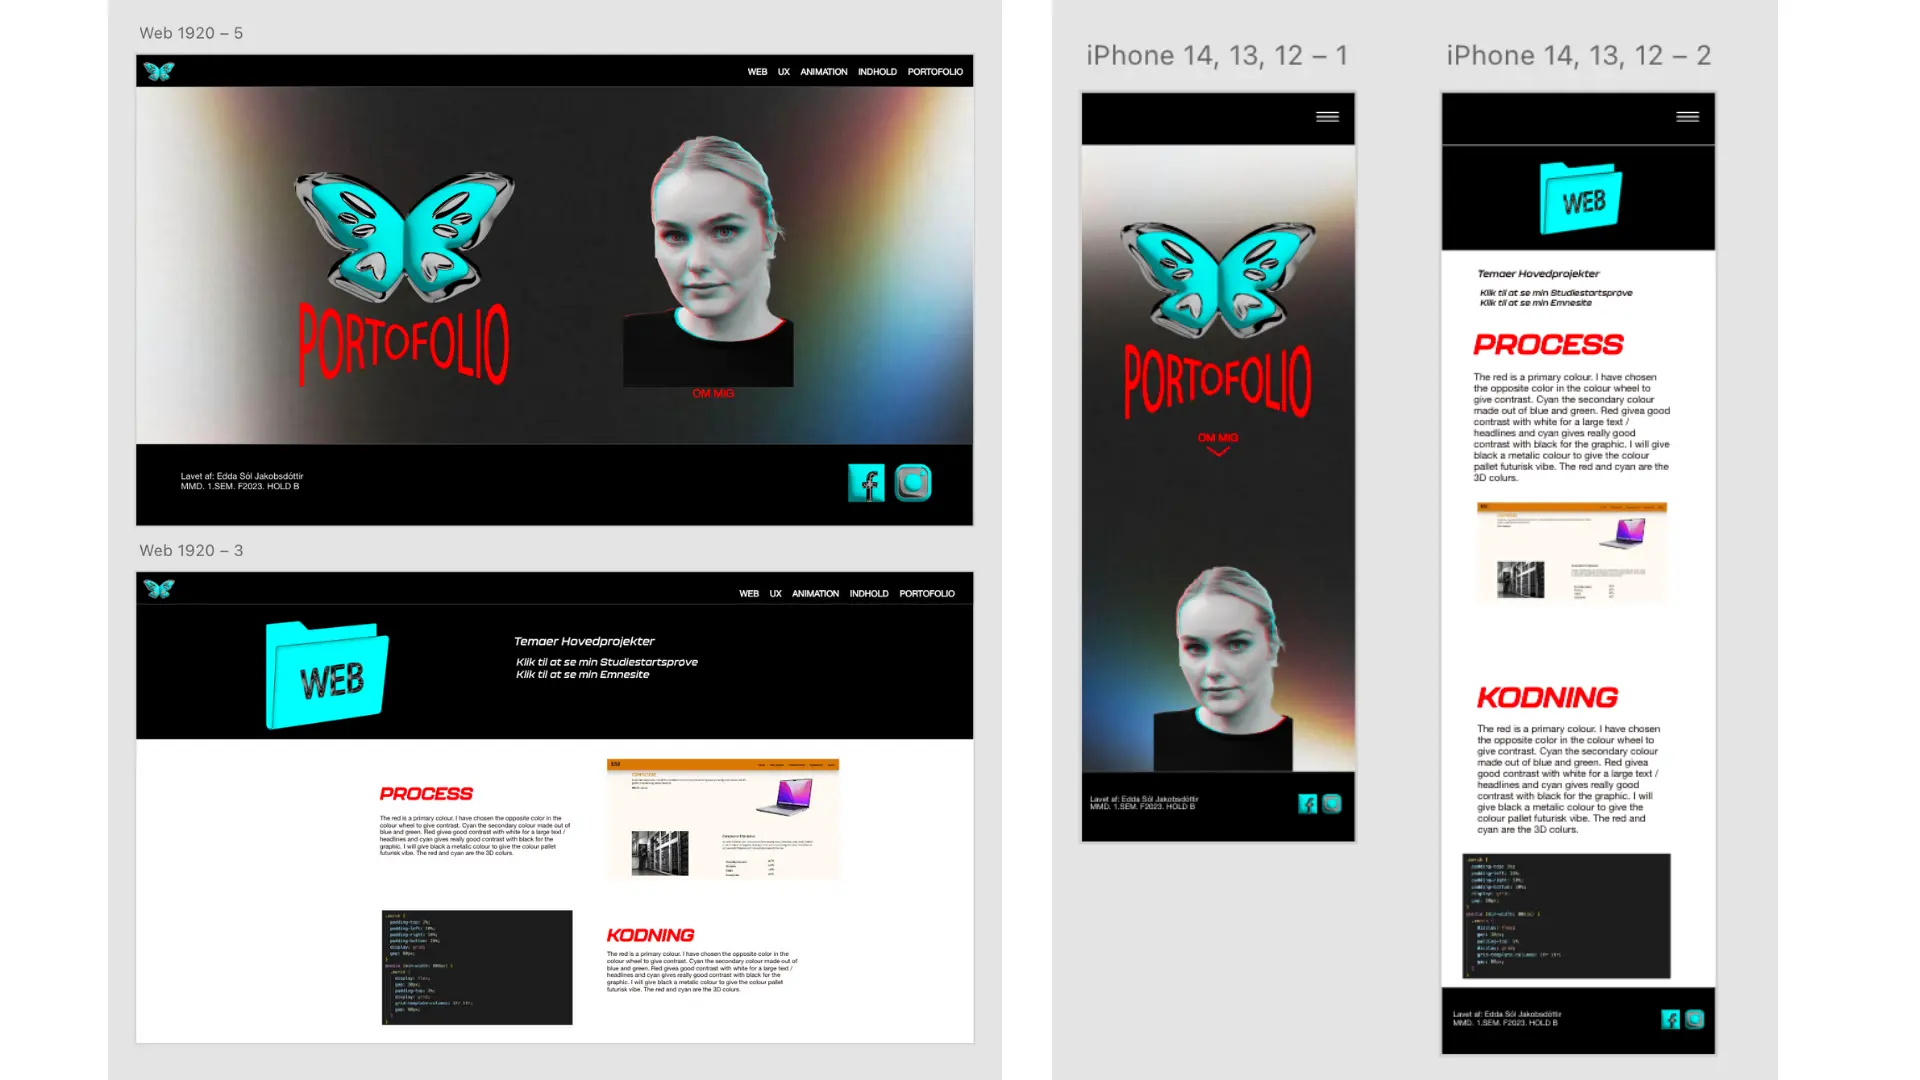 Web 1920 – 5
WEB UX ANIMATION INDHOLD PORTOFOLIO
PORTOFOLIO
OM MIG
Lavet af: Edda Sól Jakobsdóttir
MMD. 1.SEM. F2023. HOLD B
f
Web 1920 – 3
WEB UX ANIMATION INDHOLD PORTOFOLIO
WEB
Temaer Hovedprojekter
Klik til at se min Studiestartsprøve
Klik til at se min Emnesite
PROCESS
The red is a primary colour. I have chosen the opposite color in the
colour wheel to give contrast. Cyan the secondary colour made out of
blue and green. Red givea good contrast with white for a large text /
headlines and cyan gives really good contrast with black for the
graphic. I will give black a metalic colour to give the colour pallet
futurisk vibe. The red and cyan are the 3D colurs.
KODNING
The red is a primary colour. I have chosen the opposite color in the
colour wheel to give contrast. Cyan the secondary colour made out of
blue and green. Red givea good contrast with white for a large text /
headlines and cyan gives really good contrast with black for the
graphic. I will give black a metalic colour to give the colour pallet
futurisk vibe. The red and cyan are the 3D colurs.
padding-right: 10%;
display: grid;
display: flex;
display: grid;
grid-template-columns: 1fr 1fr;
iPhone 14, 13, 12 – 1
PORTOFOLIO
OM MIG
Lavet af: Edda Sól Jakobsdóttir
MMD. 1.SEM. F2023. HOLD B
f
iPhone 14, 13, 12 – 2
WEB
Temaer Hovedprojekter
Klik til at se min Studiestartsprøve
Klik til at se min Emnesite
PROCESS
The red is a primary colour. I have chosen
the opposite color in the colour wheel to
give contrast. Cyan the secondary colour
made out of blue and green. Red givea good
contrast with white for a large text /
headlines and cyan gives really good
contrast with black for the graphic. I will give
black a metalic colour to give the colour
pallet futurisk vibe. The red and cyan are the
3D colurs.
KODNING
The red is a primary colour. I have chosen
the opposite color in the colour wheel to
give contrast. Cyan the secondary colour
made out of blue and green. Red givea
good contrast with white for a large text /
headlines and cyan gives really good
contrast with black for the graphic. I will
give black a metalic colour to give the
colour pallet futurisk vibe. The red and
cyan are the 3D colurs.
Lavet af: Edda Sól Jakobsdóttir
MMD. 1.SEM. F2023. HOLD B
f